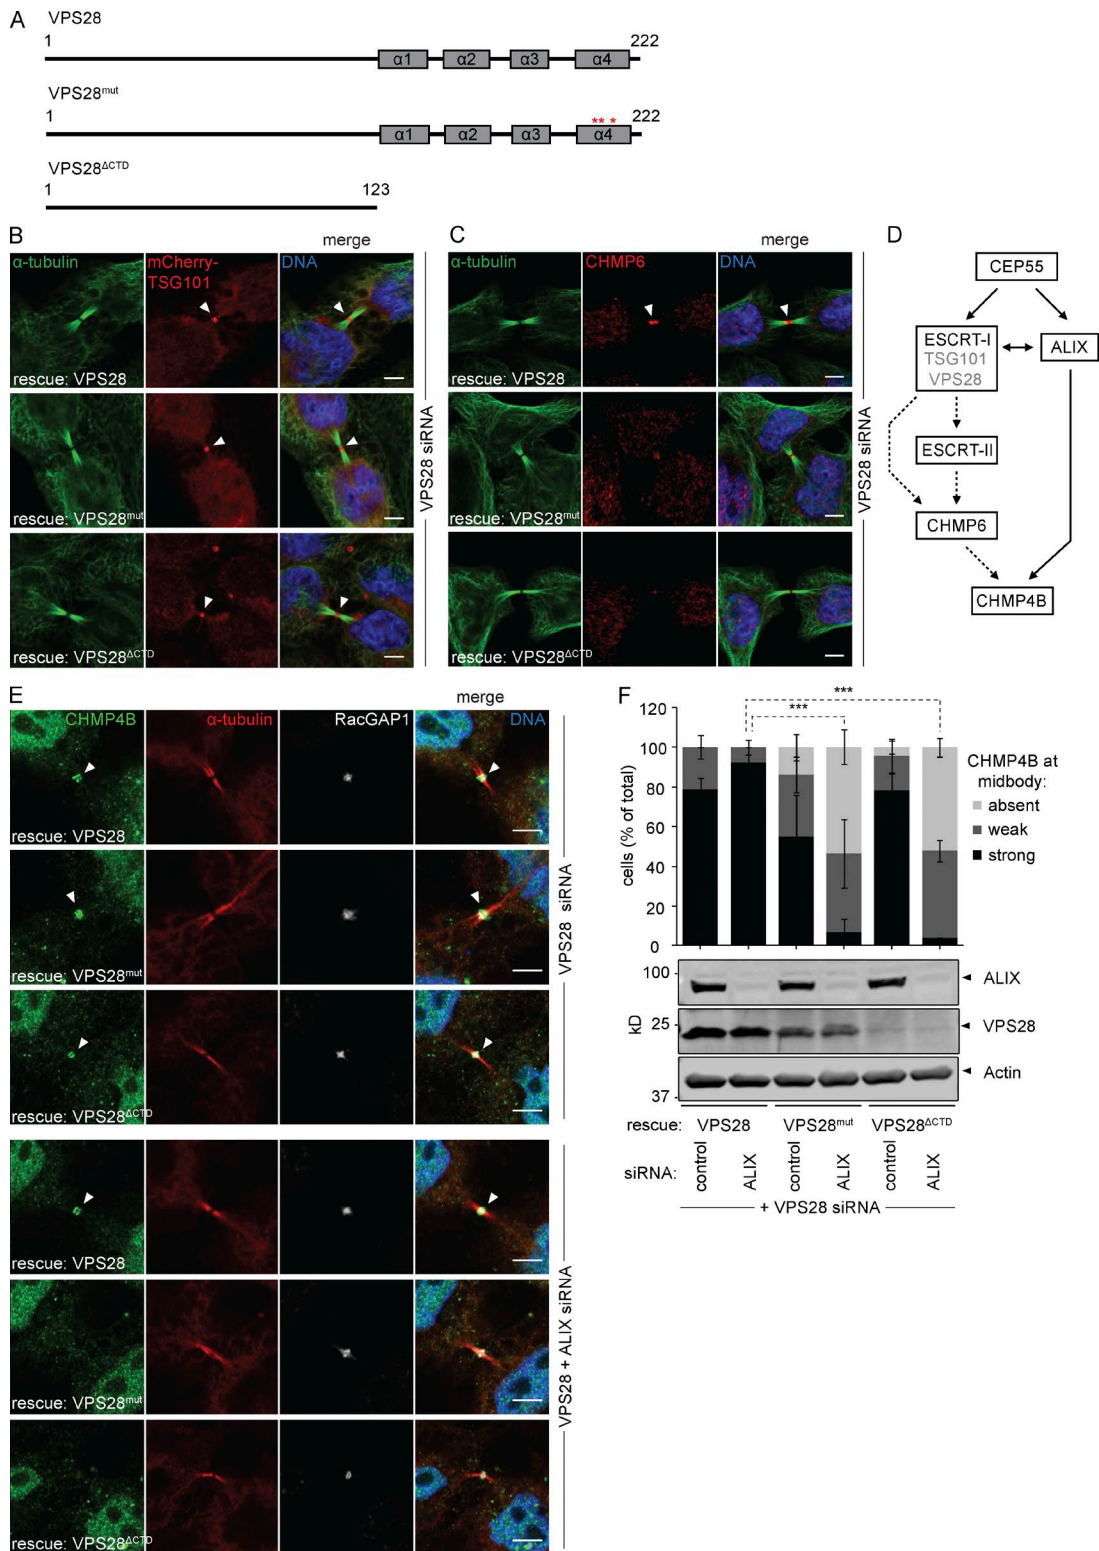 A
VPS28
1 222
α1 α2 α3 α4
VPS28mut
1 *** 222
α1 α2 α3 α4
VPS28ΔCTD
1 123
B
merge
α-tubulin mCherry-TSG101 DNA
rescue: VPS28
rescue: VPS28mut
rescue: VPS28ΔCTD
VPS28 siRNA
C
merge
α-tubulin CHMP6 DNA
rescue: VPS28
rescue: VPS28mut
rescue: VPS28ΔCTD
VPS28 siRNA
D
CEP55
ESCRT-I
TSG101
VPS28
ALIX
ESCRT-II
CHMP6
CHMP4B
E
merge
CHMP4B α-tubulin RacGAP1 DNA
rescue: VPS28
rescue: VPS28mut
rescue: VPS28ΔCTD
VPS28 siRNA
rescue: VPS28
rescue: VPS28mut
rescue: VPS28ΔCTD
VPS28 + ALIX siRNA
F
***
***
120
100
80
60
40
20
0
cells (% of total)
CHMP4B at
midbody:
absent
weak
strong
100 ALIX
kD 25 VPS28
Actin
37
rescue: VPS28 VPS28mut VPS28ΔCTD
siRNA: control ALIX control ALIX control ALIX
+ VPS28 siRNA